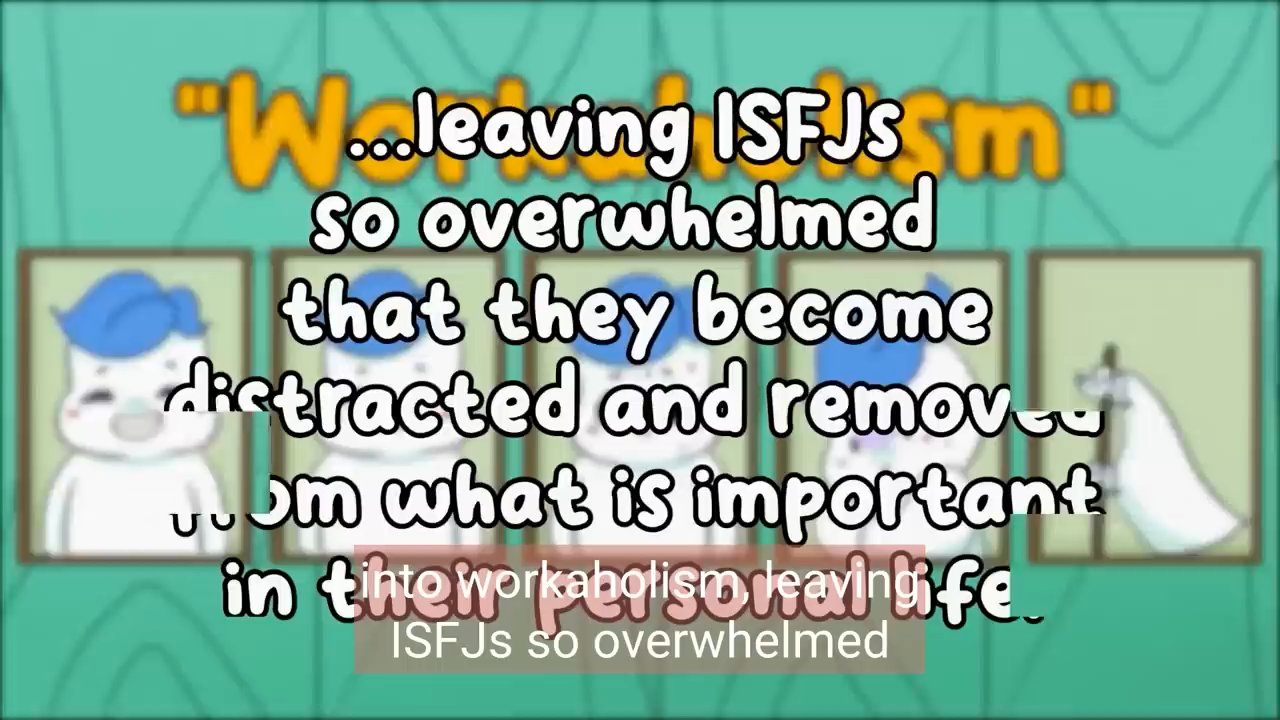 "Workaholism"
...leaving ISFJs
so overwhelmed
that they become
distracted and removed
from what is important
in their personal life.
into workaholism, leaving
ISFJs so overwhelmed